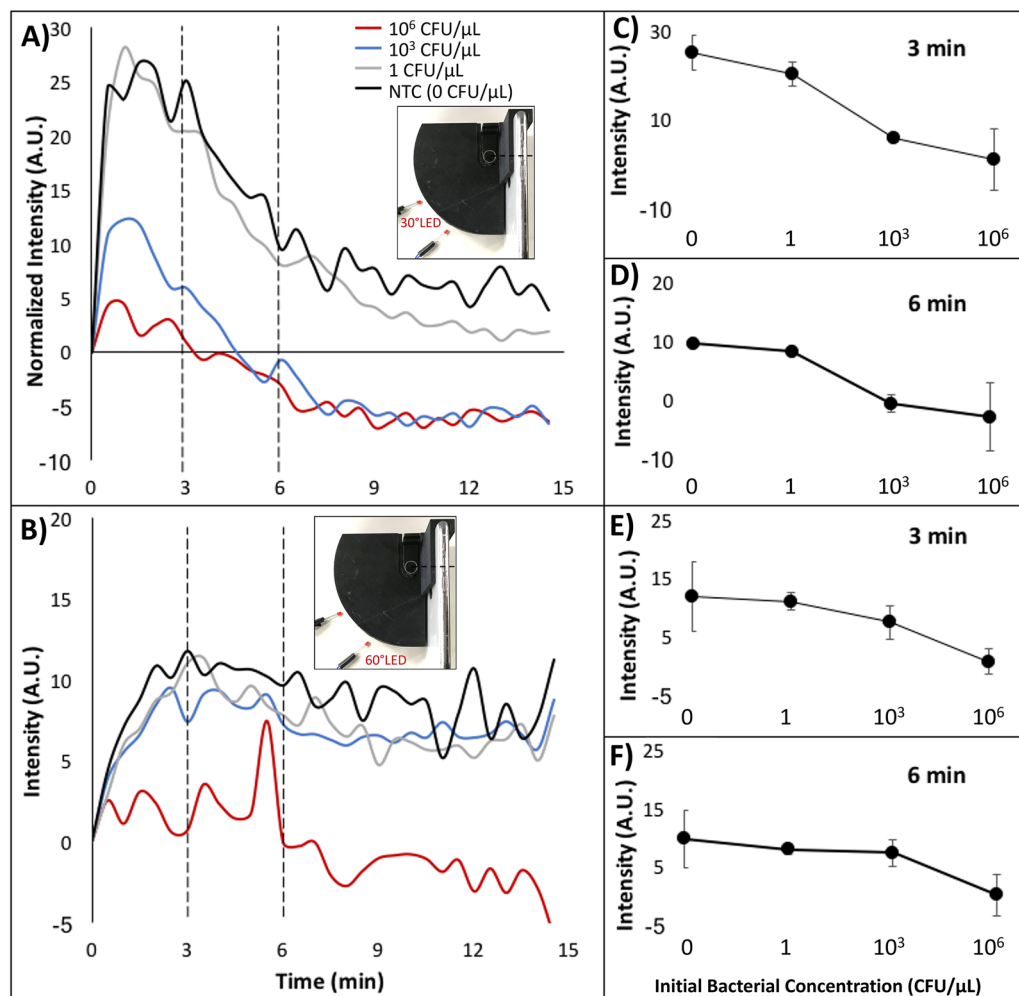 A)
Normalized Intensity (A.U.)
30
25
20
15
10
5
0
-5
-10
0 3 6 9 12 15
10⁶ CFU/µL
10³ CFU/µL
1 CFU/µL
NTC (0 CFU/µL)
30°LED
B)
Intensity (A.U.)
20
15
10
5
0
-5
0 3 6 9 12 15
Time (min)
60°LED
C)
3 min
Intensity (A.U.)
30
10
-10
0 1 10³ 10⁶
D)
6 min
Intensity (A.U.)
20
10
0
-10
0 1 10³ 10⁶
E)
3 min
Intensity (A.U.)
25
15
5
-5
0 1 10³ 10⁶
F)
6 min
Intensity (A.U.)
25
15
5
-5
0 1 10³ 10⁶
Initial Bacterial Concentration (CFU/µL)